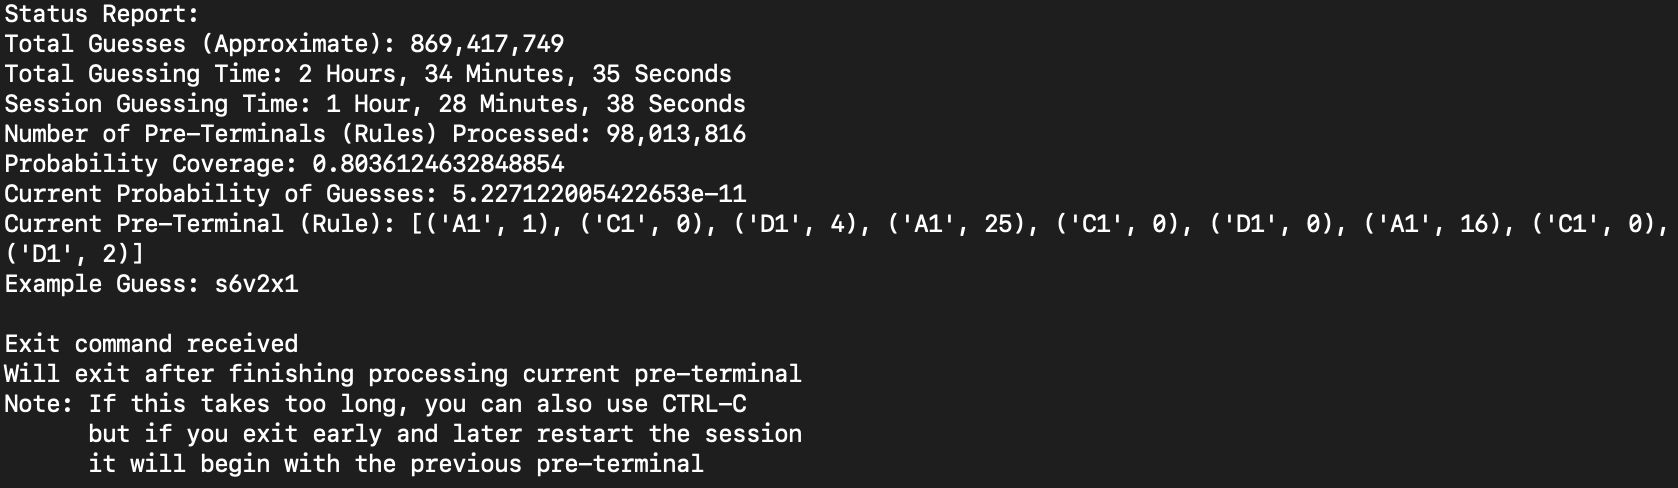 Status Report:
Total Guesses (Approximate): 869,417,749
Total Guessing Time: 2 Hours, 34 Minutes, 35 Seconds
Session Guessing Time: 1 Hour, 28 Minutes, 38 Seconds
Number of Pre-Terminals (Rules) Processed: 98,013,816
Probability Coverage: 0.8036124632848854
Current Probability of Guesses: 5.227122005422653e-11
Current Pre-Terminal (Rule): [('A1', 1), ('C1', 0), ('D1', 4), ('A1', 25), ('C1', 0), ('D1', 0), ('A1', 16), ('C1', 0),
('D1', 2)]
Example Guess: s6v2x1
Exit command received
Will exit after finishing processing current pre-terminal
Note: If this takes too long, you can also use CTRL-C
but if you exit early and later restart the session
it will begin with the previous pre-terminal